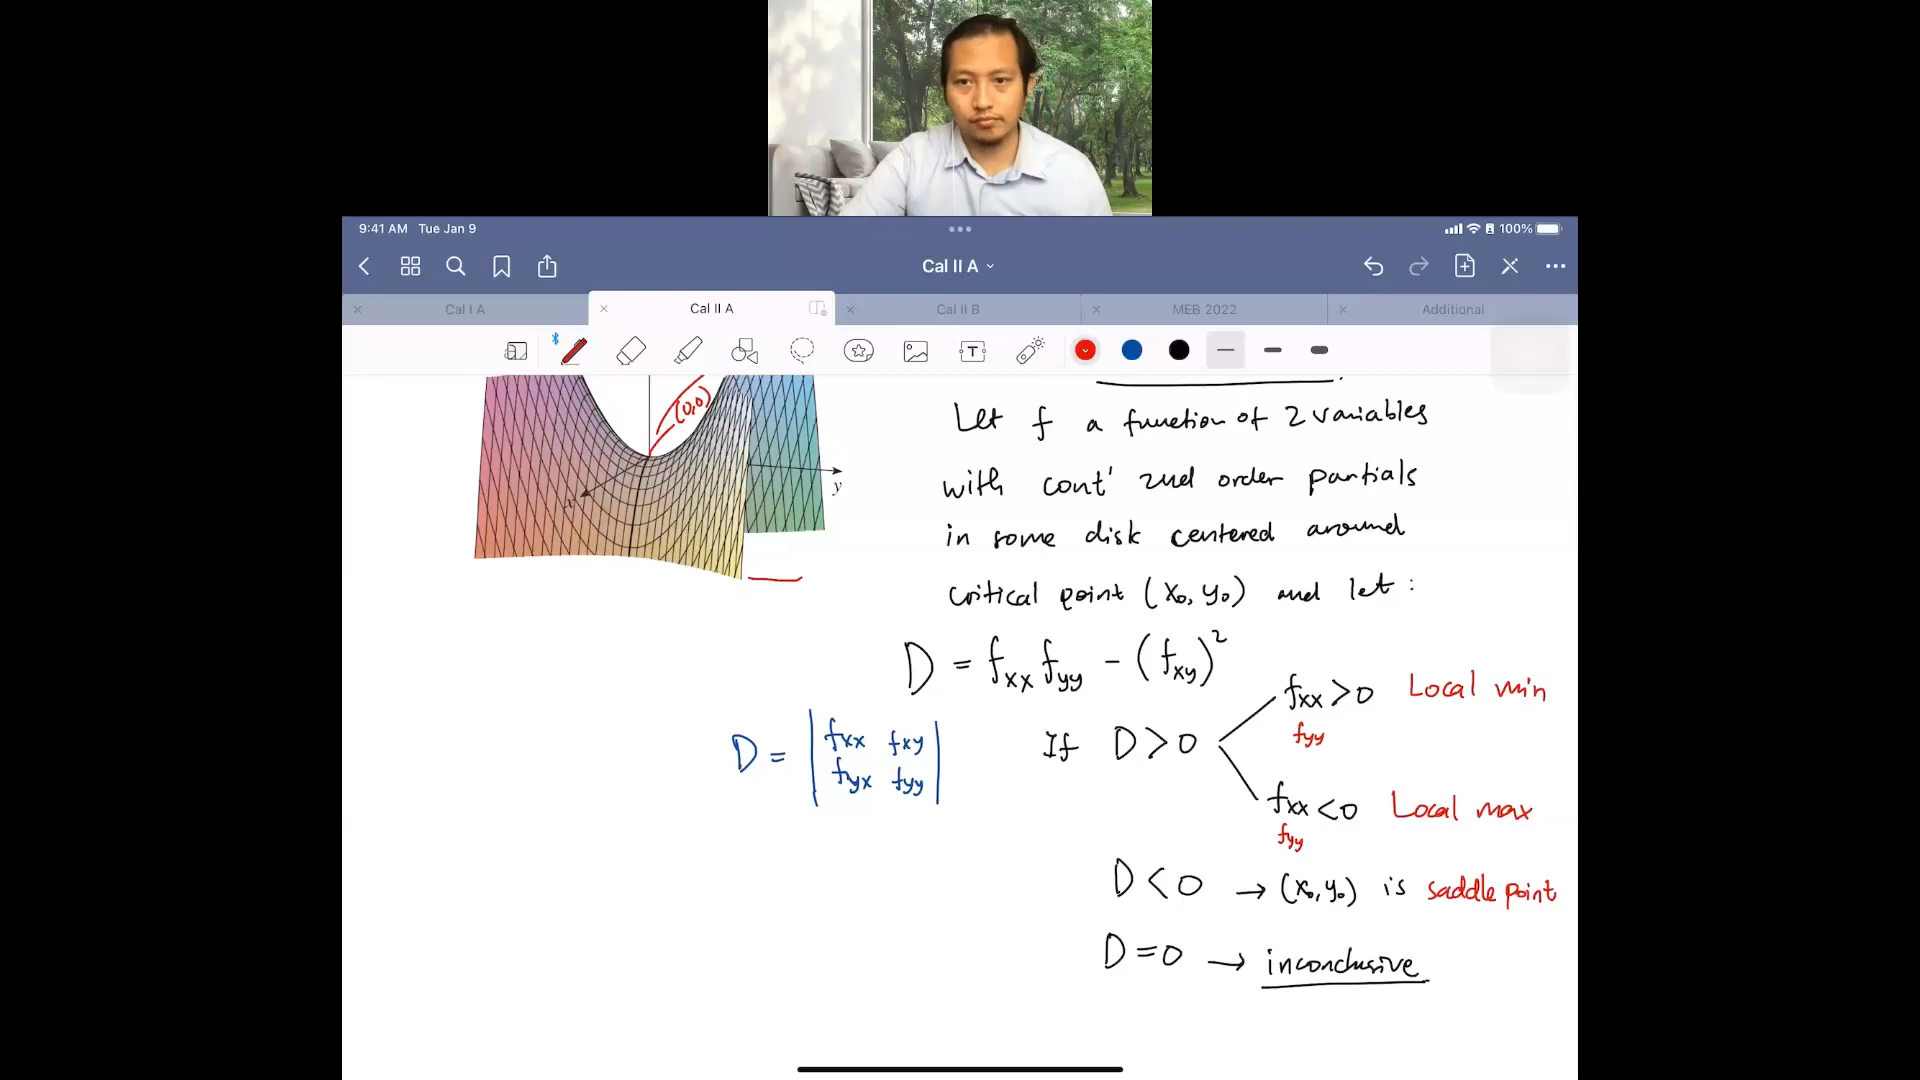 9:41 AM Tue Jan 9
100%
Cal II A
Cal I A
Cal II A
Cal II B
MEB 2022
Additional
T
(0,0)
y
x
Let f a function of 2 variables
with cont' 2nd order partials
in some disk centered around
critical point (x₀, y₀) and let :
D = fxx fyy - (fxy)²
D = | fxx fxy |
| fyx fyy |
If D > 0
fxx > 0 Local min
fyy
fxx < 0 Local max
fyy
D < 0 → (x₀, y₀) is saddle point
D = 0 → inconclusive